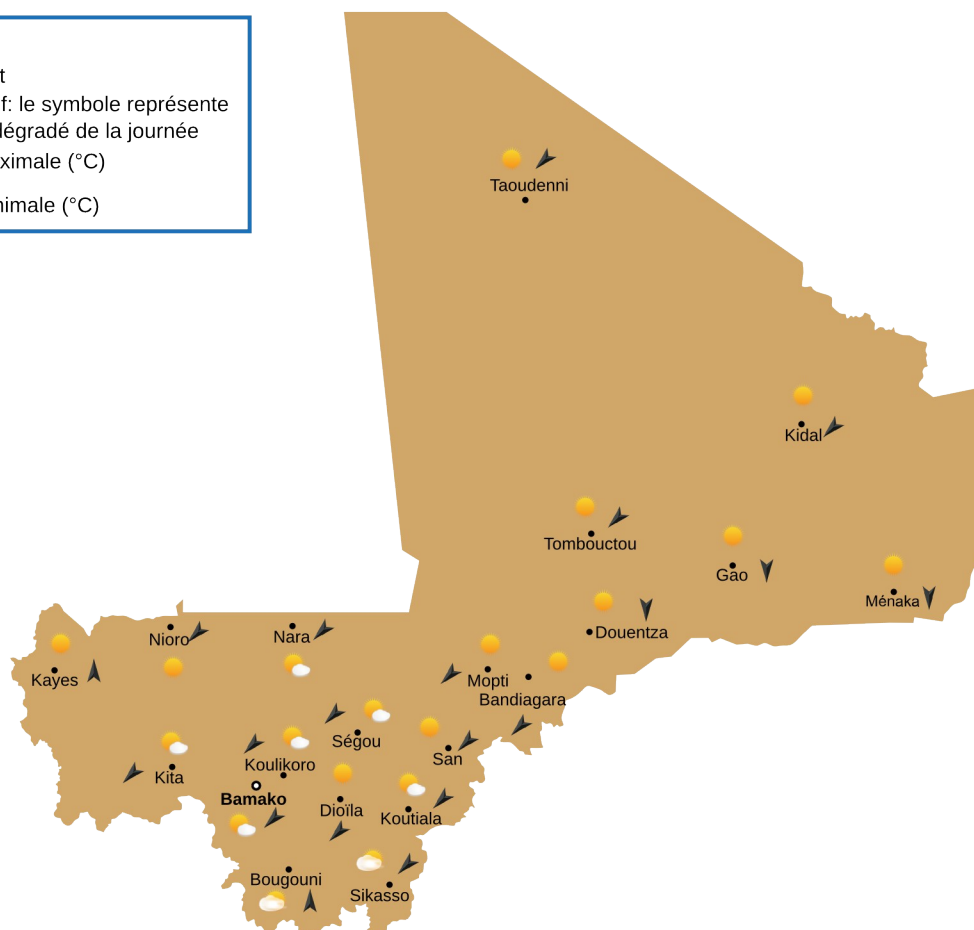 f: le symbole représente
dégradé de la journée
ximale (°C)
nimale (°C)
Taoudenni
Kidal
Tombouctou
Gao
Ménaka
Douentza
Nioro
Nara
Kayes
Mopti
Bandiagara
Ségou
San
Koulikoro
Kita
Bamako
Dioïla
Koutiala
Bougouni
Sikasso